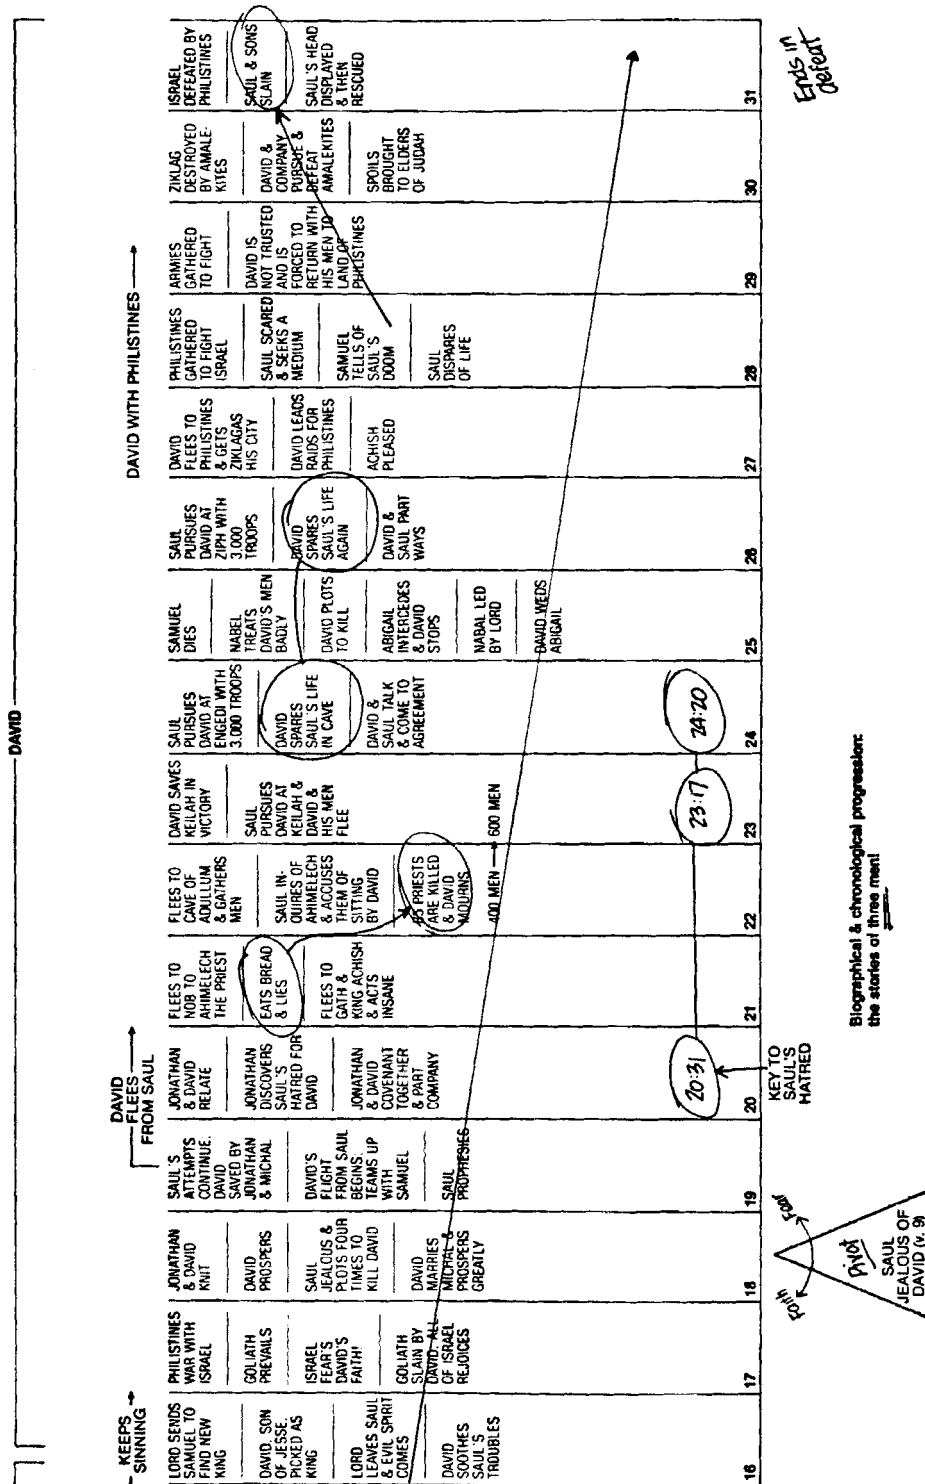 DAVID
KEEPS
SINNING
DAVID
FLEES
FROM SAUL
DAVID WITH PHILISTINES
LORD SENDS
SAMUEL TO
FIND NEW
KING
DAVID, SON
OF JESSE,
PICKED AS
KING
LORD
LEAVES SAUL
& EVIL SPIRIT
COMES
DAVID
SOOTHES
SAUL'S
TROUBLES
16
PHILISTINES
WAR WITH
ISRAEL
GOLIATH
PREVAILS
ISRAEL
FEAR'S
DAVID'S
FAITH!
GOLIATH
SLAIN BY
DAVID. ALL
OF ISRAEL
REJOICES
17
JONATHAN
& DAVID
KNIT
DAVID
PROSPERS
SAUL
JEALOUS &
PLOTS FOUR
TIMES TO
KILL DAVID
DAVID
MARRIES
MICHAL &
PROSPERS
GREATLY
18
SAUL'S
ATTEMPTS
CONTINUE.
DAVID
SAVED BY
JONATHAN
& MICHAL
DAVID'S
FLIGHT
FROM SAUL
BEGINS:
TEAMS UP
WITH
SAMUEL
SAUL
PROPHESIES
19
JONATHAN
& DAVID
RELATE
JONATHAN
DISCOVERS
SAUL'S
HATRED FOR
DAVID
JONATHAN
& DAVID
COVENANT
TOGETHER
& PART
COMPANY
20:31
20
FLEES TO
NOB TO
AHIMELECH
THE PRIEST
EATS BREAD
& LIES
FLEES TO
GATH &
KING ACHISH
& ACTS
INSANE
21
FLEES TO
CAVE OF
ADULLUM
& GATHERS
MEN
SAUL IN-
QUIRES OF
AHIMELECH
& ACCUSES
THEM OF
SITTING
BY DAVID
85 PRIESTS
ARE KILLED
& DAVID
MOURNS
400 MEN → 600 MEN
22
DAVID SAVES
KEILAH IN
VICTORY
SAUL
PURSUES
DAVID AT
KEILAH &
DAVID &
HIS MEN
FLEE
23:17
23
SAUL
PURSUES
DAVID AT
ENGEDI WITH
3,000 TROOPS
DAVID
SPARES
SAUL'S LIFE
IN CAVE
DAVID &
SAUL TALK
& COME TO
AGREEMENT
24:20
24
SAMUEL
DIES
NABEL
TREATS
DAVID'S MEN
BADLY
DAVID PLOTS
TO KILL
ABIGAIL
INTERCEDES
& DAVID
STOPS
NABAL LED
BY LORD
DAVID WEDS
ABIGAIL
25
SAUL
PURSUES
DAVID AT
ZIPH WITH
3,000
TROOPS
DAVID
SPARES
SAUL'S LIFE
AGAIN
DAVID &
SAUL PART
WAYS
26
DAVID
FLEES TO
PHILISTINES
& GETS
ZIKLAGAS
HIS CITY
DAVID LEADS
RAIDS FOR
PHILISTINES
ACHISH
PLEASED
27
PHILISTINES
GATHERED
TO FIGHT
ISRAEL
SAUL SCARED
& SEEKS A
MEDIUM
SAMUEL
TELLS OF
SAUL'S
DOOM
SAUL
DISPARES
OF LIFE
28
ARMIES
GATHERED
TO FIGHT
DAVID IS
NOT TRUSTED
AND IS
FORCED TO
RETURN WITH
HIS MEN TO
LAND OF
PHILISTINES
29
ZIKLAG
DESTROYED
BY AMALE-
KITES
DAVID &
COMPANY
PURSUE &
DEFEAT
AMALEKITES
SPOILS
BROUGHT
TO ELDERS
OF JUDAH
30
ISRAEL
DEFEATED BY
PHILISTINES
SAUL & SONS
SLAIN
SAUL'S HEAD
DISPLAYED
& THEN
RESCUED
31
Faith
Fear
Pivot
SAUL
JEALOUS OF
DAVID (v. 9)
KEY TO
SAUL'S
HATRED
Biographical & chronological progression:
the stories of three men!
Ends in
defeat